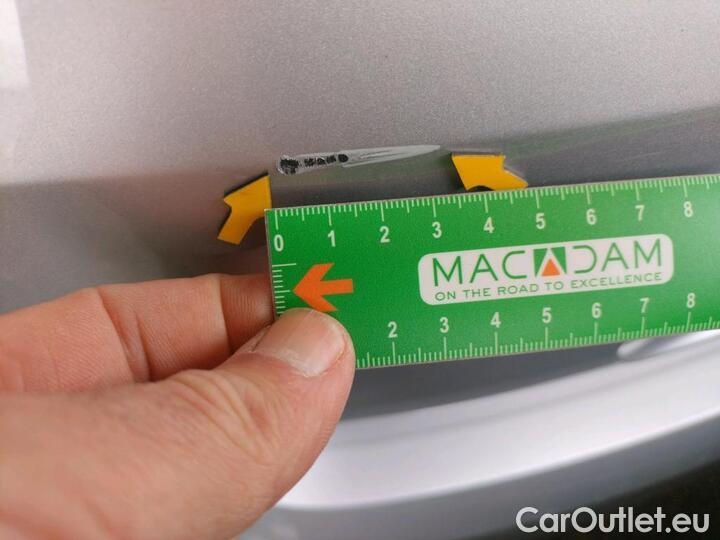 0 1 2 3 4 5 6 7 8
MACADAM
ON THE ROAD TO EXCELLENCE
2 3 4 5 6 7 8
CarOutlet.eu